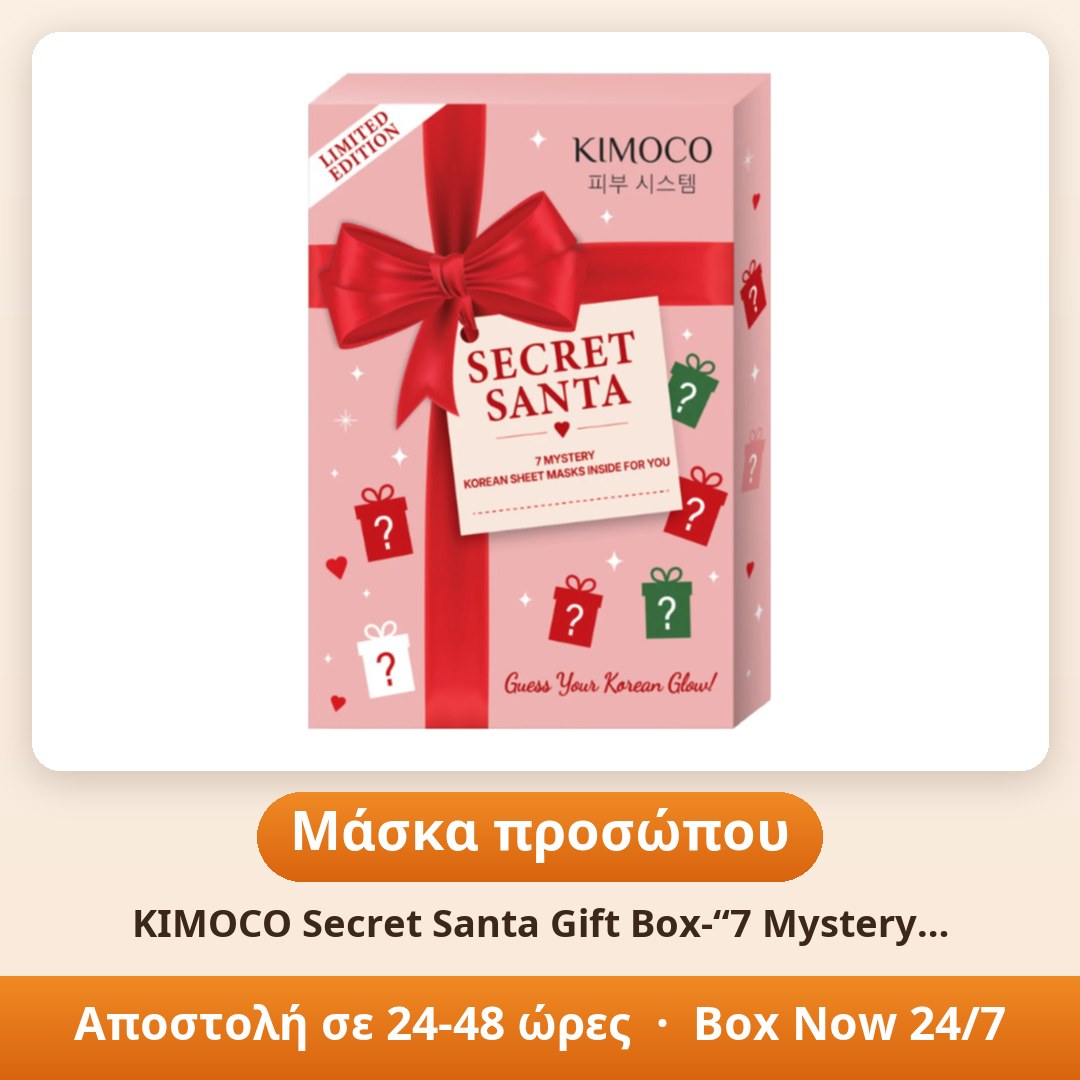 LIMITED
EDITION
KIMOCO
피부 시스템
SECRET
SANTA
7 MYSTERY
KOREAN SHEET MASKS INSIDE FOR YOU
?
?
?
?
?
?
?
?
Guess Your Korean Glow!
Μάσκα προσώπου
KIMOCO Secret Santa Gift Box-“7 Mystery...
Αποστολή σε 24-48 ώρες · Box Now 24/7